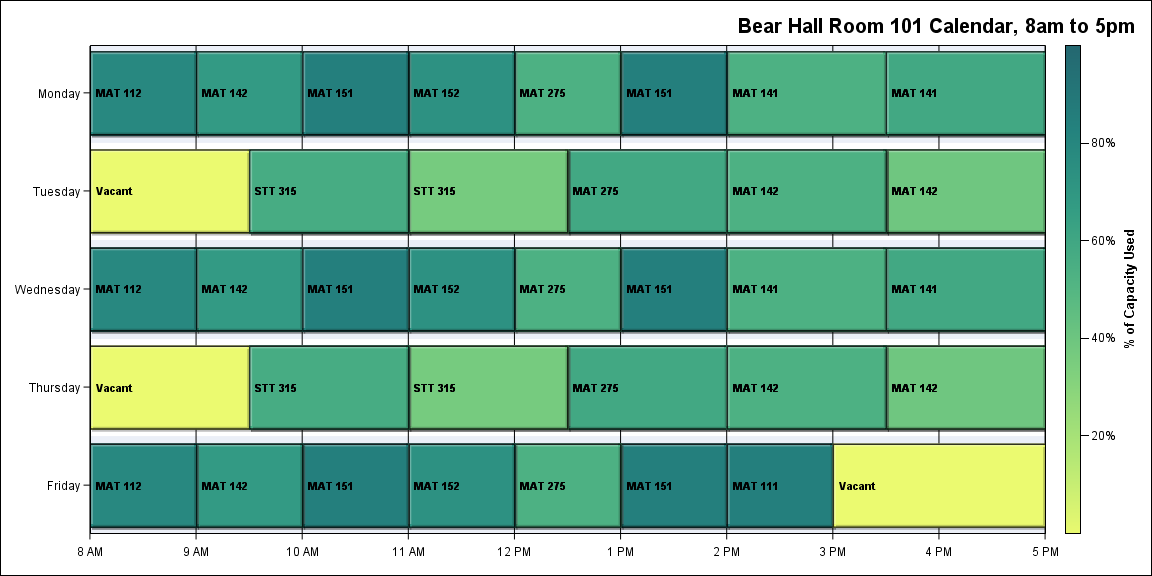 Bear Hall Room 101 Calendar, 8am to 5pm
Monday
MAT 112 MAT 142 MAT 151 MAT 152 MAT 275 MAT 151 MAT 141 MAT 141
Tuesday
Vacant STT 315 STT 315 MAT 275 MAT 142 MAT 142
Wednesday
MAT 112 MAT 142 MAT 151 MAT 152 MAT 275 MAT 151 MAT 141 MAT 141
Thursday
Vacant STT 315 STT 315 MAT 275 MAT 142 MAT 142
Friday
MAT 112 MAT 142 MAT 151 MAT 152 MAT 275 MAT 151 MAT 111 Vacant
8 AM 9 AM 10 AM 11 AM 12 PM 1 PM 2 PM 3 PM 4 PM 5 PM
80%
60%
40%
20%
% of Capacity Used